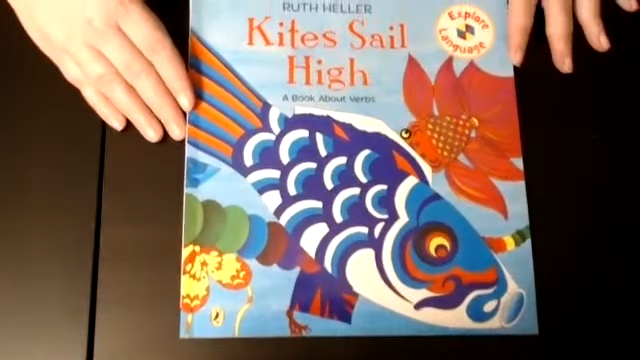 RUTH HELLER
Kites Sail
High
A Book About Verbs
Explore
Language